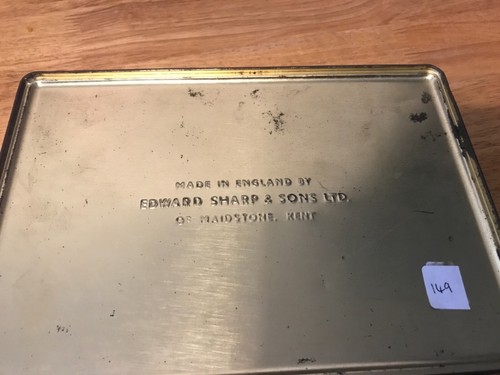 MADE IN ENGLAND BY
EDWARD SHARP & SONS LTD.
OF MAIDSTONE, KENT
149